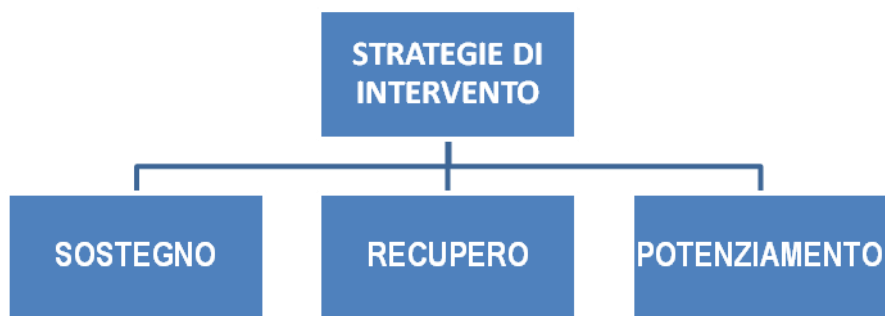 STRATEGIE DI
INTERVENTO
SOSTEGNO
RECUPERO
POTENZIAMENTO